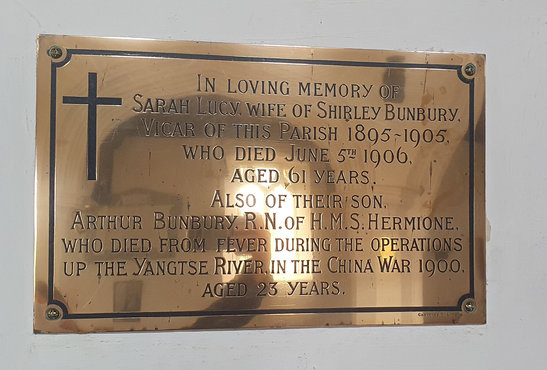 IN LOVING MEMORY OF
SARAH LUCY, WIFE OF SHIRLEY BUNBURY,
VICAR OF THIS PARISH 1895~1905,
WHO DIED JUNE 5TH 1906,
AGED 61 YEARS,
ALSO OF THEIR SON,
ARTHUR BUNBURY, R.N. OF H.M.S. HERMIONE,
WHO DIED FROM FEVER DURING THE OPERATIONS
UP THE YANGTSE RIVER, IN THE CHINA WAR 1900,
AGED 23 YEARS.